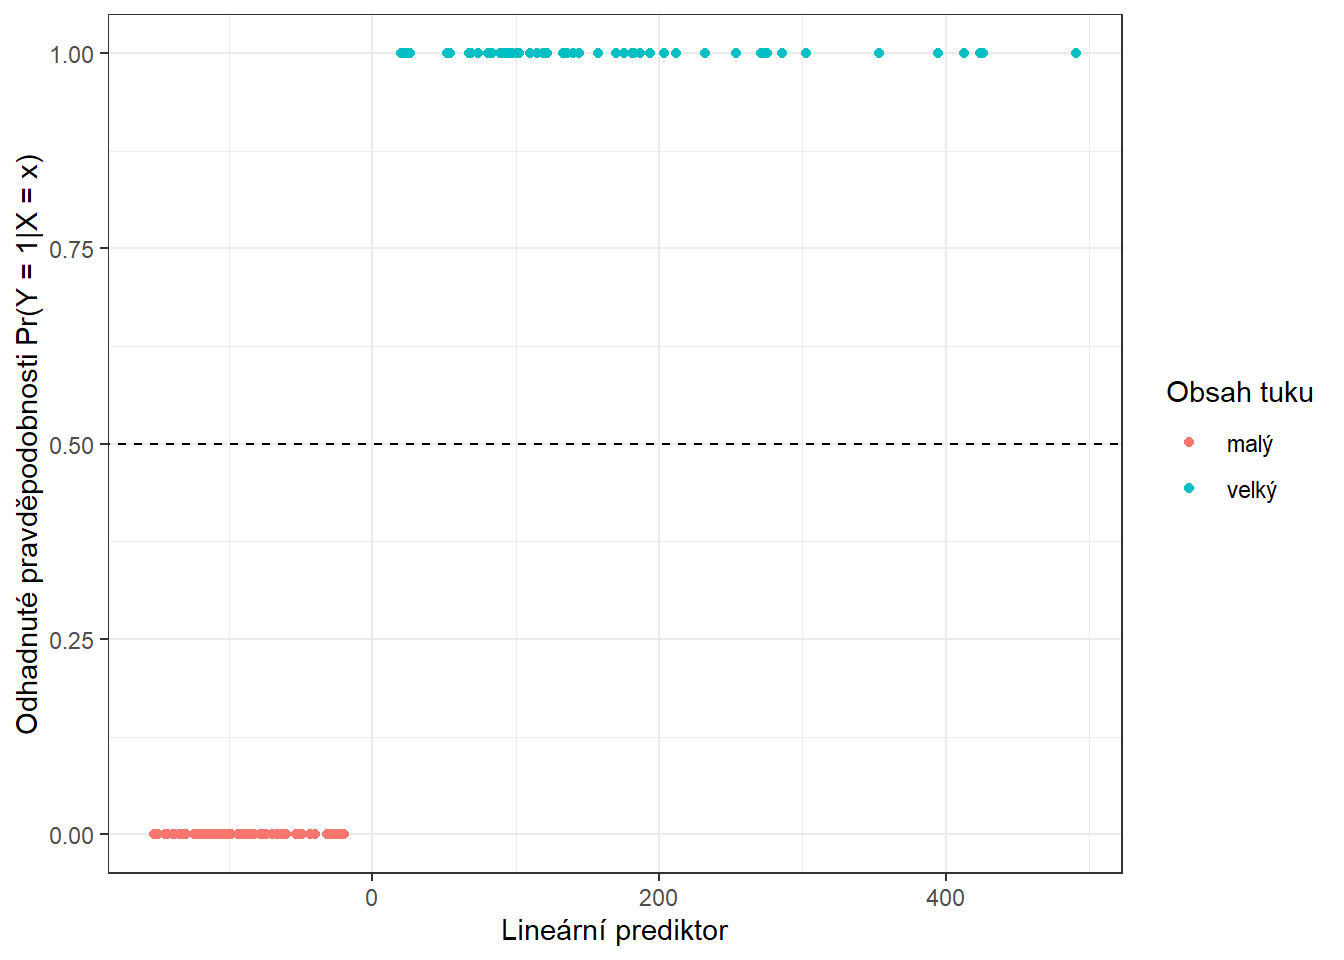 Odhadnuté pravděpodobnosti Pr(Y = 1|X = x)
1.00
0.75
0.50
0.25
0.00
0
200
400
Lineární prediktor
Obsah tuku
malý
velký